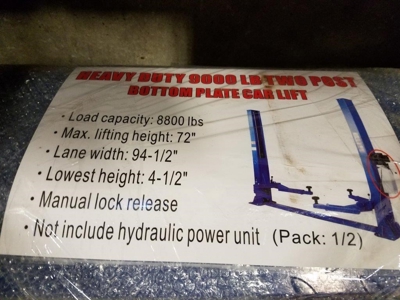 HEAVY DUTY 9000 LB TWO POST
BOTTOM PLATE CAR LIFT
· Load capacity: 8800 lbs
· Max. lifting height: 72"
· Lane width: 94-1/2"
· Lowest height: 4-1/2"
· Manual lock release
· Not include hydraulic power unit (Pack: 1/2)